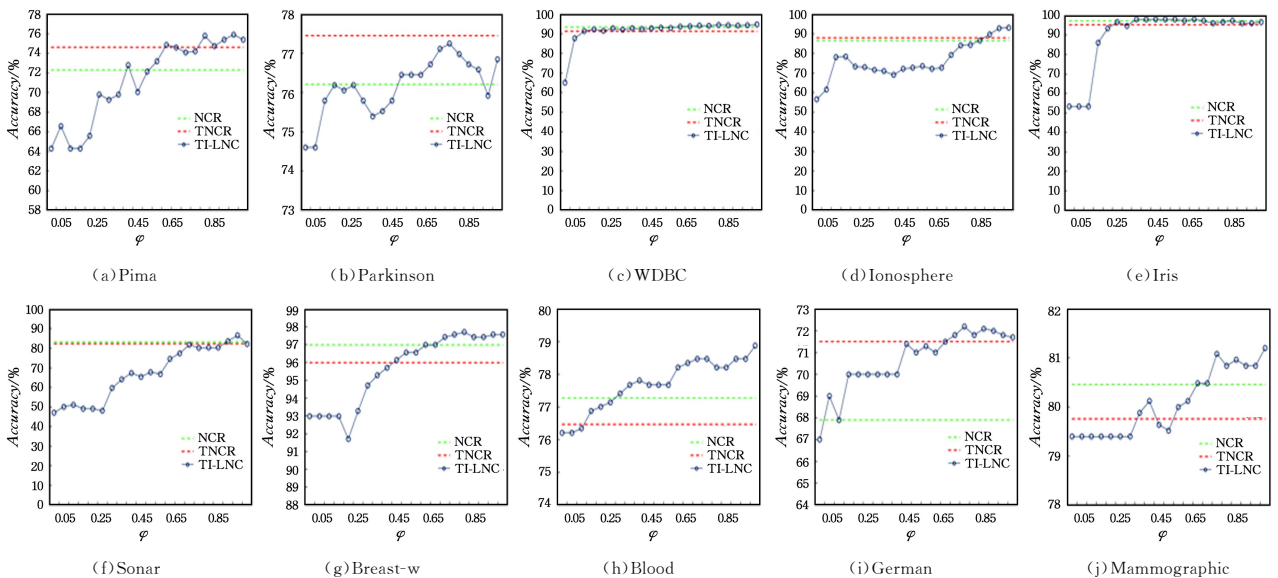 Accuracy/%
78
76
74
72
70
68
66
64
62
60
58
NCR
TNCR
TI-LNC
0.05 0.25 0.45 0.65 0.85
φ
(a)Pima
Accuracy/%
78
77
76
75
74
73
NCR
TNCR
TI-LNC
0.05 0.25 0.45 0.65 0.85
φ
(b)Parkinson
Accuracy/%
100
90
80
70
60
50
40
30
20
10
0
NCR
TNCR
TI-LNC
0.05 0.25 0.45 0.65 0.85
φ
(c)WDBC
Accuracy/%
100
90
80
70
60
50
40
30
20
10
0
NCR
TNCR
TI-LNC
0.05 0.25 0.45 0.65 0.85
φ
(d)Ionosphere
Accuracy/%
100
90
80
70
60
50
40
30
20
10
0
NCR
TNCR
TI-LNC
0.05 0.25 0.45 0.65 0.85
φ
(e)Iris
Accuracy/%
100
90
80
70
60
50
40
30
20
10
0
NCR
TNCR
TI-LNC
0.05 0.25 0.45 0.65 0.85
φ
(f)Sonar
Accuracy/%
99
98
97
96
95
94
93
92
91
90
89
88
NCR
TNCR
TI-LNC
0.05 0.25 0.45 0.65 0.85
φ
(g)Breast-w
Accuracy/%
80
79
78
77
76
75
74
NCR
TNCR
TI-LNC
0.05 0.25 0.45 0.65 0.85
φ
(h)Blood
Accuracy/%
73
72
71
70
69
68
67
66
65
64
NCR
TNCR
TI-LNC
0.05 0.25 0.45 0.65 0.85
φ
(i)German
Accuracy/%
82
81
80
79
78
NCR
TNCR
TI-LNC
0.05 0.25 0.45 0.65 0.85
φ
(j)Mammographic